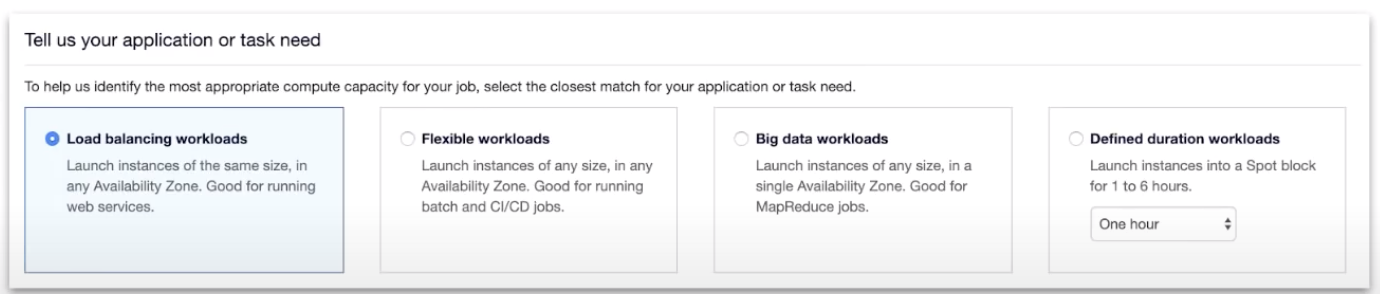 Tell us your application or task need
To help us identify the most appropriate compute capacity for your job, select the closest match for your application or task need.
Load balancing workloads
Launch instances of the same size, in
any Availability Zone. Good for running
web services.
Flexible workloads
Launch instances of any size, in any
Availability Zone. Good for running
batch and CI/CD jobs.
Big data workloads
Launch instances of any size, in a
single Availability Zone. Good for
MapReduce jobs.
Defined duration workloads
Launch instances into a Spot block
for 1 to 6 hours.
One hour